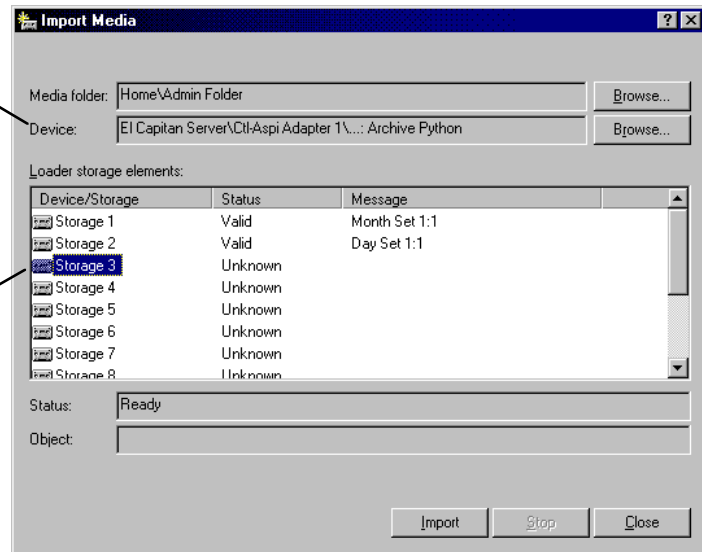 Import Media
Media folder: Home\Admin Folder Browse...
Device: El Capitan Server\Ctl-Aspi Adapter 1\...: Archive Python Browse...
Loader storage elements:
Device/Storage Status Message
Storage 1 Valid Month Set 1:1
Storage 2 Valid Day Set 1:1
Storage 3 Unknown
Storage 4 Unknown
Storage 5 Unknown
Storage 6 Unknown
Storage 7 Unknown
Storage 8 Unknown
Status: Ready
Object:
Import Stop Close